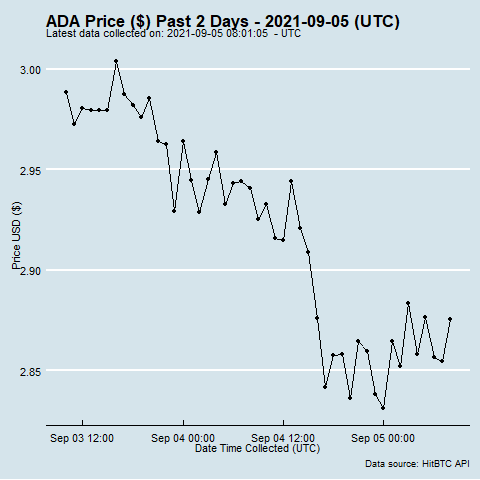 ADA Price ($) Past 2 Days - 2021-09-05 (UTC)
Latest data collected on: 2021-09-05 08:01:05 - UTC
3.00
2.95
2.90
2.85
Price USD ($)
Sep 03 12:00 Sep 04 00:00 Sep 04 12:00 Sep 05 00:00
Date Time Collected (UTC)
Data source: HitBTC API